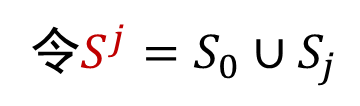 令S^j = S_0 ∪ S_j